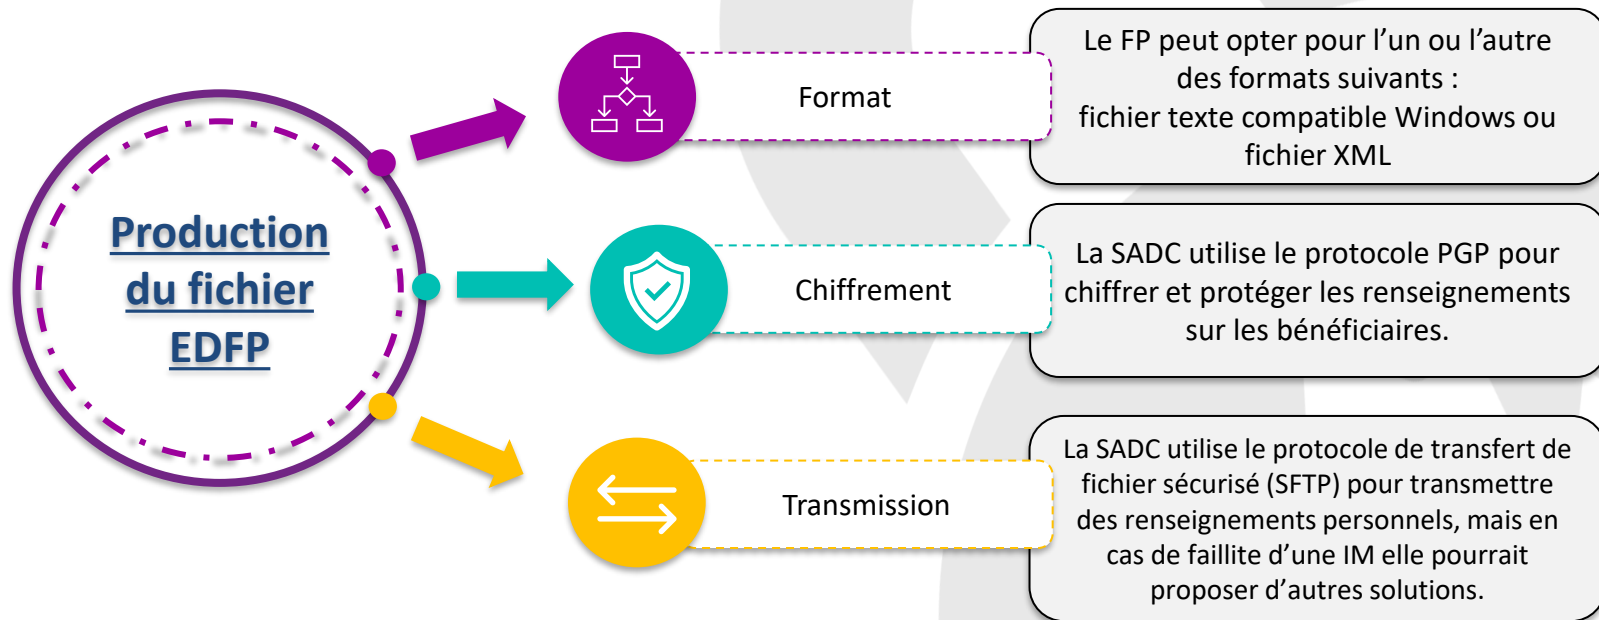 Production
du fichier
EDFP
Format
Le FP peut opter pour l’un ou l’autre
des formats suivants :
fichier texte compatible Windows ou
fichier XML
Chiffrement
La SADC utilise le protocole PGP pour
chiffrer et protéger les renseignements
sur les bénéficiaires.
Transmission
La SADC utilise le protocole de transfert de
fichier sécurisé (SFTP) pour transmettre
des renseignements personnels, mais en
cas de faillite d’une IM elle pourrait
proposer d’autres solutions.